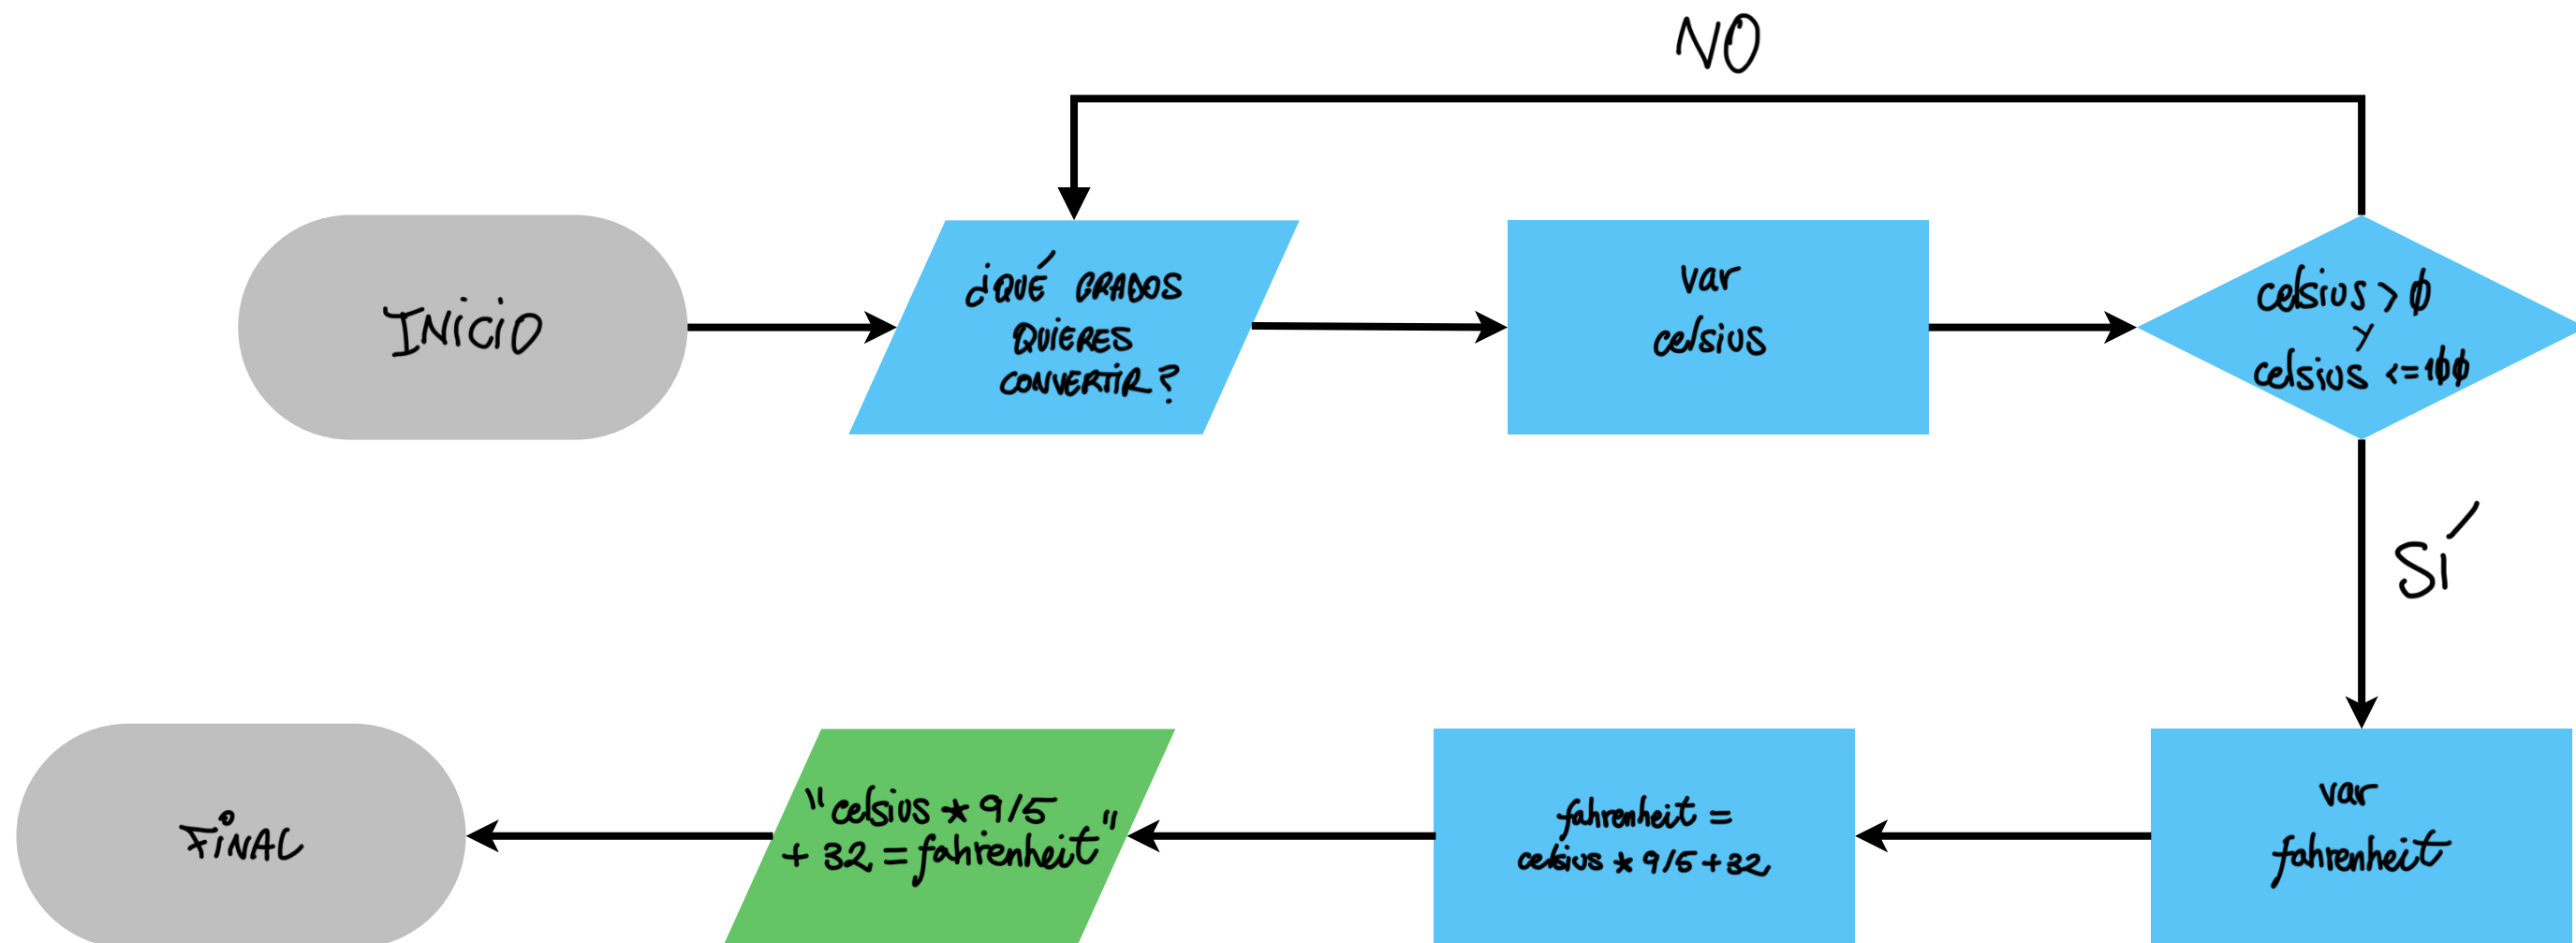 NO
INICIO
¿QUÉ GRADOS
QUIERES
CONVERTIR?
var
celsius
celsius > 0
y
celsius <= 100
SÍ
FINAL
"celsius * 9/5
+ 32 = fahrenheit"
fahrenheit =
celsius * 9/5 + 32
var
fahrenheit